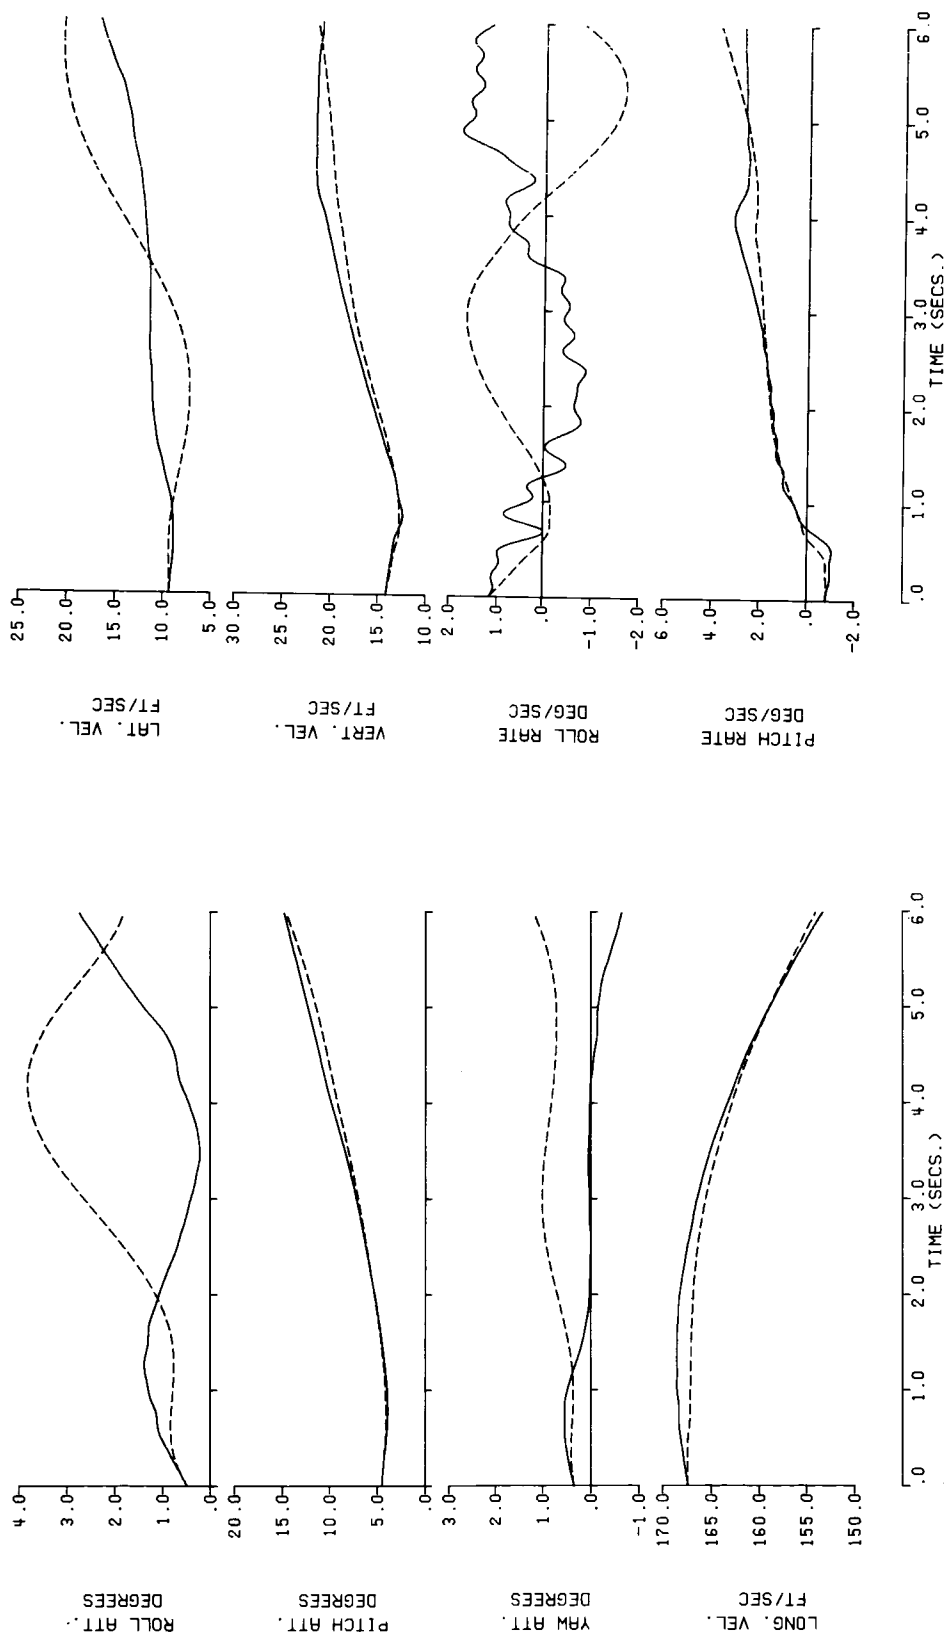 ROLL ATT.
DEGREES
4.0
3.0
2.0
1.0
.0
PITCH ATT.
DEGREES
20.0
15.0
10.0
5.0
.0
YAW ATT.
DEGREES
3.0
2.0
1.0
.0
-1.0
LONG. VEL.
FT/SEC
170.0
165.0
160.0
155.0
150.0
.0 1.0 2.0 3.0 4.0 5.0 6.0
TIME (SECS.)
LAT. VEL.
FT/SEC
25.0
20.0
15.0
10.0
5.0
VERT. VEL.
FT/SEC
30.0
25.0
20.0
15.0
10.0
ROLL RATE
DEG/SEC
2.0
1.0
.0
-1.0
-2.0
PITCH RATE
DEG/SEC
6.0
4.0
2.0
.0
-2.0
.0 1.0 2.0 3.0 4.0 5.0 6.0
TIME (SECS.)